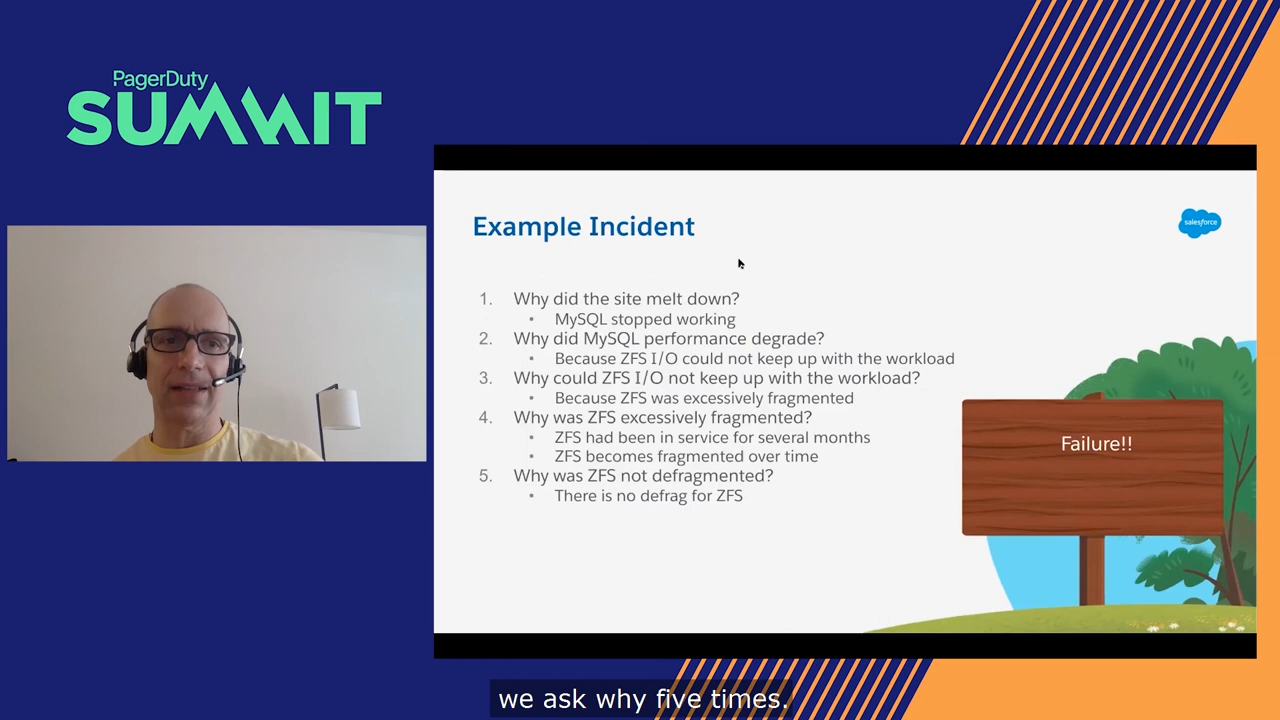 PagerDuty
SUMMIT
Example Incident
salesforce
1. Why did the site melt down?
• MySQL stopped working
2. Why did MySQL performance degrade?
• Because ZFS I/O could not keep up with the workload
3. Why could ZFS I/O not keep up with the workload?
• Because ZFS was excessively fragmented
4. Why was ZFS excessively fragmented?
• ZFS had been in service for several months
• ZFS becomes fragmented over time
5. Why was ZFS not defragmented?
• There is no defrag for ZFS
Failure!!
we ask why five times.